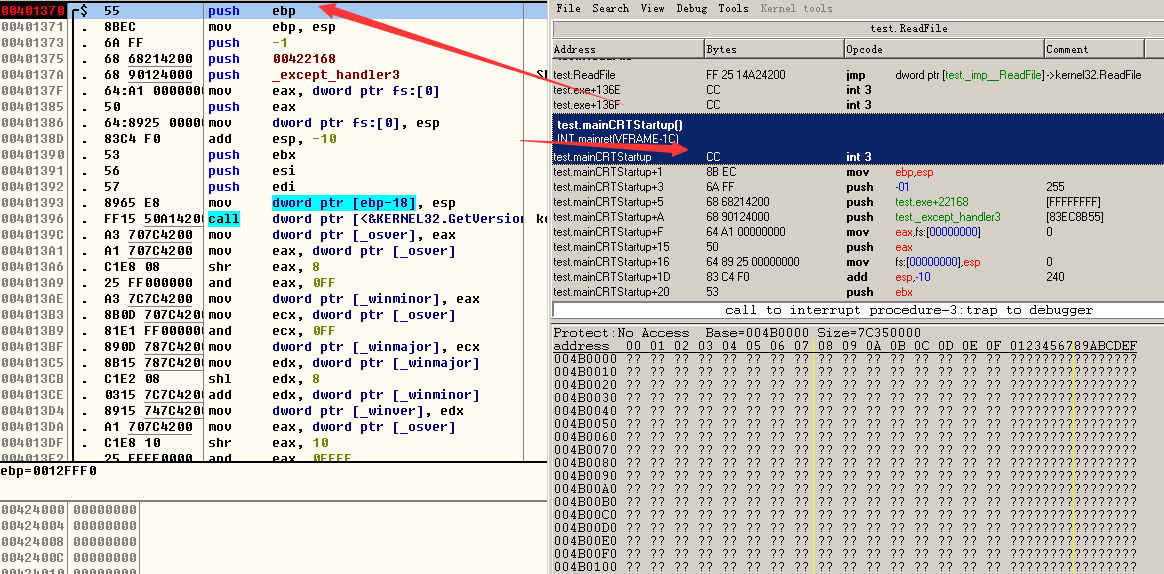 00401370 $ 55 push ebp
00401371 . 8BEC mov ebp, esp
00401373 . 6A FF push -1
00401375 . 68 68214200 push 00422168
0040137A . 68 90124000 push _except_handler3
0040137F . 64:A1 0000000 mov eax, dword ptr fs:[0]
00401385 . 50 push eax
00401386 . 64:8925 00000 mov dword ptr fs:[0], esp
0040138D . 83C4 F0 add esp, -10
00401390 . 53 push ebx
00401391 . 56 push esi
00401392 . 57 push edi
00401393 . 8965 E8 mov dword ptr [ebp-18], esp
00401396 . FF15 50A14200 call dword ptr [<&KERNEL32.GetVersion
0040139C . A3 707C4200 mov dword ptr [_osver], eax
004013A1 . A1 707C4200 mov eax, dword ptr [_osver]
004013A6 . C1E8 08 shr eax, 8
004013A9 . 25 FF000000 and eax, 0FF
004013AE . A3 7C7C4200 mov dword ptr [_winminor], eax
004013B3 . 8B0D 707C4200 mov ecx, dword ptr [_osver]
004013B9 . 81E1 FF000000 and ecx, 0FF
004013BF . 890D 787C4200 mov dword ptr [_winmajor], ecx
004013C5 . 8B15 787C4200 mov edx, dword ptr [_winmajor]
004013CB . C1E2 08 shl edx, 8
004013CE . 0315 7C7C4200 add edx, dword ptr [_winminor]
004013D4 . 8915 747C4200 mov dword ptr [_winver], edx
004013DA . A1 707C4200 mov eax, dword ptr [_osver]
004013DF . C1E8 10 shr eax, 10
004013E2 . 25 FFFF0000 and eax, 0FFFF
ebp=0012FFF0
00424000 00000000
00424004 00000000
00424008 00000000
0042400C 00000000
00424010 00000000
File Search View Debug Tools Kernel tools
test.ReadFile
Address Bytes Opcode Comment
test.ReadFile FF 25 14A24200 jmp dword ptr [test._imp__ReadFile]->kernel32.ReadFile
test.exe+136E CC int 3
test.exe+136F CC int 3
test.mainCRTStartup()
INT mainret(VFRAME-1C)
test.mainCRTStartup CC int 3
test.mainCRTStartup+1 8B EC mov ebp,esp
test.mainCRTStartup+3 6A FF push -01 255
test.mainCRTStartup+5 68 68214200 push test.exe+22168 [FFFFFFFF]
test.mainCRTStartup+A 68 90124000 push test._except_handler3 [83EC8B55]
test.mainCRTStartup+F 64 A1 00000000 mov eax,fs:[00000000] 0
test.mainCRTStartup+15 50 push eax
test.mainCRTStartup+16 64 89 25 00000000 mov fs:[00000000],esp 0
test.mainCRTStartup+1D 83 C4 F0 add esp,-10 240
test.mainCRTStartup+20 53 push ebx
call to interrupt procedure-3:trap to debugger
Protect:No Access Base=004B0000 Size=7C350000
address 00 01 02 03 04 05 06 07 08 09 0A 0B 0C 0D 0E 0F 0123456789ABCDEF
004B0000 ?? ?? ?? ?? ?? ?? ?? ?? ?? ?? ?? ?? ?? ?? ?? ?? ????????????????
004B0010 ?? ?? ?? ?? ?? ?? ?? ?? ?? ?? ?? ?? ?? ?? ?? ?? ????????????????
004B0020 ?? ?? ?? ?? ?? ?? ?? ?? ?? ?? ?? ?? ?? ?? ?? ?? ????????????????
004B0030 ?? ?? ?? ?? ?? ?? ?? ?? ?? ?? ?? ?? ?? ?? ?? ?? ????????????????
004B0040 ?? ?? ?? ?? ?? ?? ?? ?? ?? ?? ?? ?? ?? ?? ?? ?? ????????????????
004B0050 ?? ?? ?? ?? ?? ?? ?? ?? ?? ?? ?? ?? ?? ?? ?? ?? ????????????????
004B0060 ?? ?? ?? ?? ?? ?? ?? ?? ?? ?? ?? ?? ?? ?? ?? ?? ????????????????
004B0070 ?? ?? ?? ?? ?? ?? ?? ?? ?? ?? ?? ?? ?? ?? ?? ?? ????????????????
004B0080 ?? ?? ?? ?? ?? ?? ?? ?? ?? ?? ?? ?? ?? ?? ?? ?? ????????????????
004B0090 ?? ?? ?? ?? ?? ?? ?? ?? ?? ?? ?? ?? ?? ?? ?? ?? ????????????????
004B00A0 ?? ?? ?? ?? ?? ?? ?? ?? ?? ?? ?? ?? ?? ?? ?? ?? ????????????????
004B00B0 ?? ?? ?? ?? ?? ?? ?? ?? ?? ?? ?? ?? ?? ?? ?? ?? ????????????????
004B00C0 ?? ?? ?? ?? ?? ?? ?? ?? ?? ?? ?? ?? ?? ?? ?? ?? ????????????????
004B00D0 ?? ?? ?? ?? ?? ?? ?? ?? ?? ?? ?? ?? ?? ?? ?? ?? ????????????????
004B00E0 ?? ?? ?? ?? ?? ?? ?? ?? ?? ?? ?? ?? ?? ?? ?? ?? ????????????????
004B00F0 ?? ?? ?? ?? ?? ?? ?? ?? ?? ?? ?? ?? ?? ?? ?? ?? ????????????????
004B0100 ?? ?? ?? ?? ?? ?? ?? ?? ?? ?? ?? ?? ?? ?? ?? ?? ????????????????